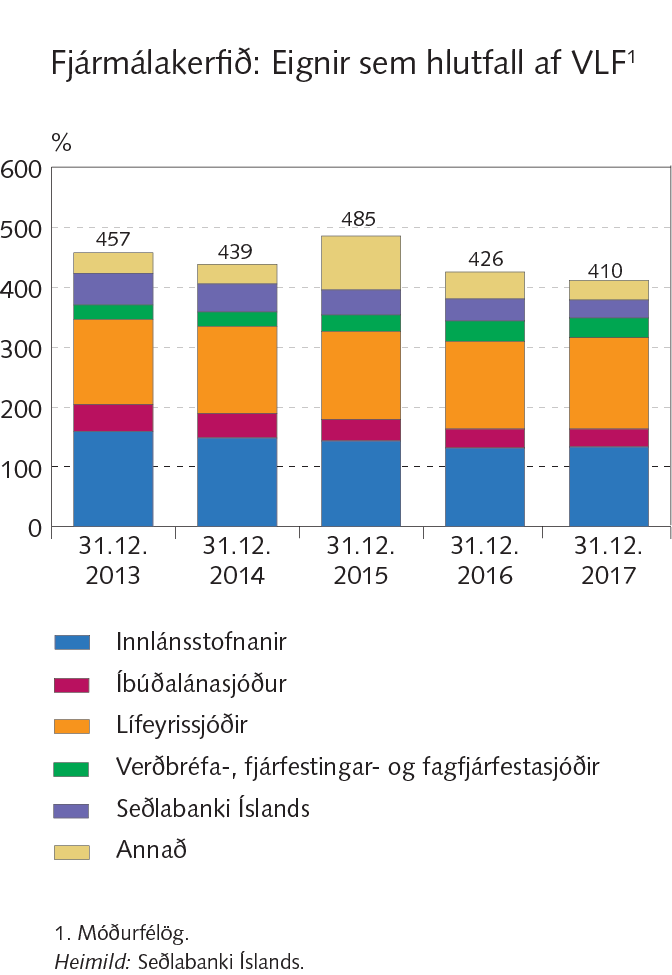 Fjármálakerfið: Eignir sem hlutfall af VLF¹
%
600
500
400
300
200
100
0
457
439
485
426
410
31.12. 31.12. 31.12. 31.12. 31.12.
2013 2014 2015 2016 2017
Innlánsstofnanir
Íbúðalánasjóður
Lífeyrissjóðir
Verðbréfa-, fjárfestingar- og fagfjárfestasjóðir
Seðlabanki Íslands
Annað
1. Móðurfélög.
Heimild: Seðlabanki Íslands.